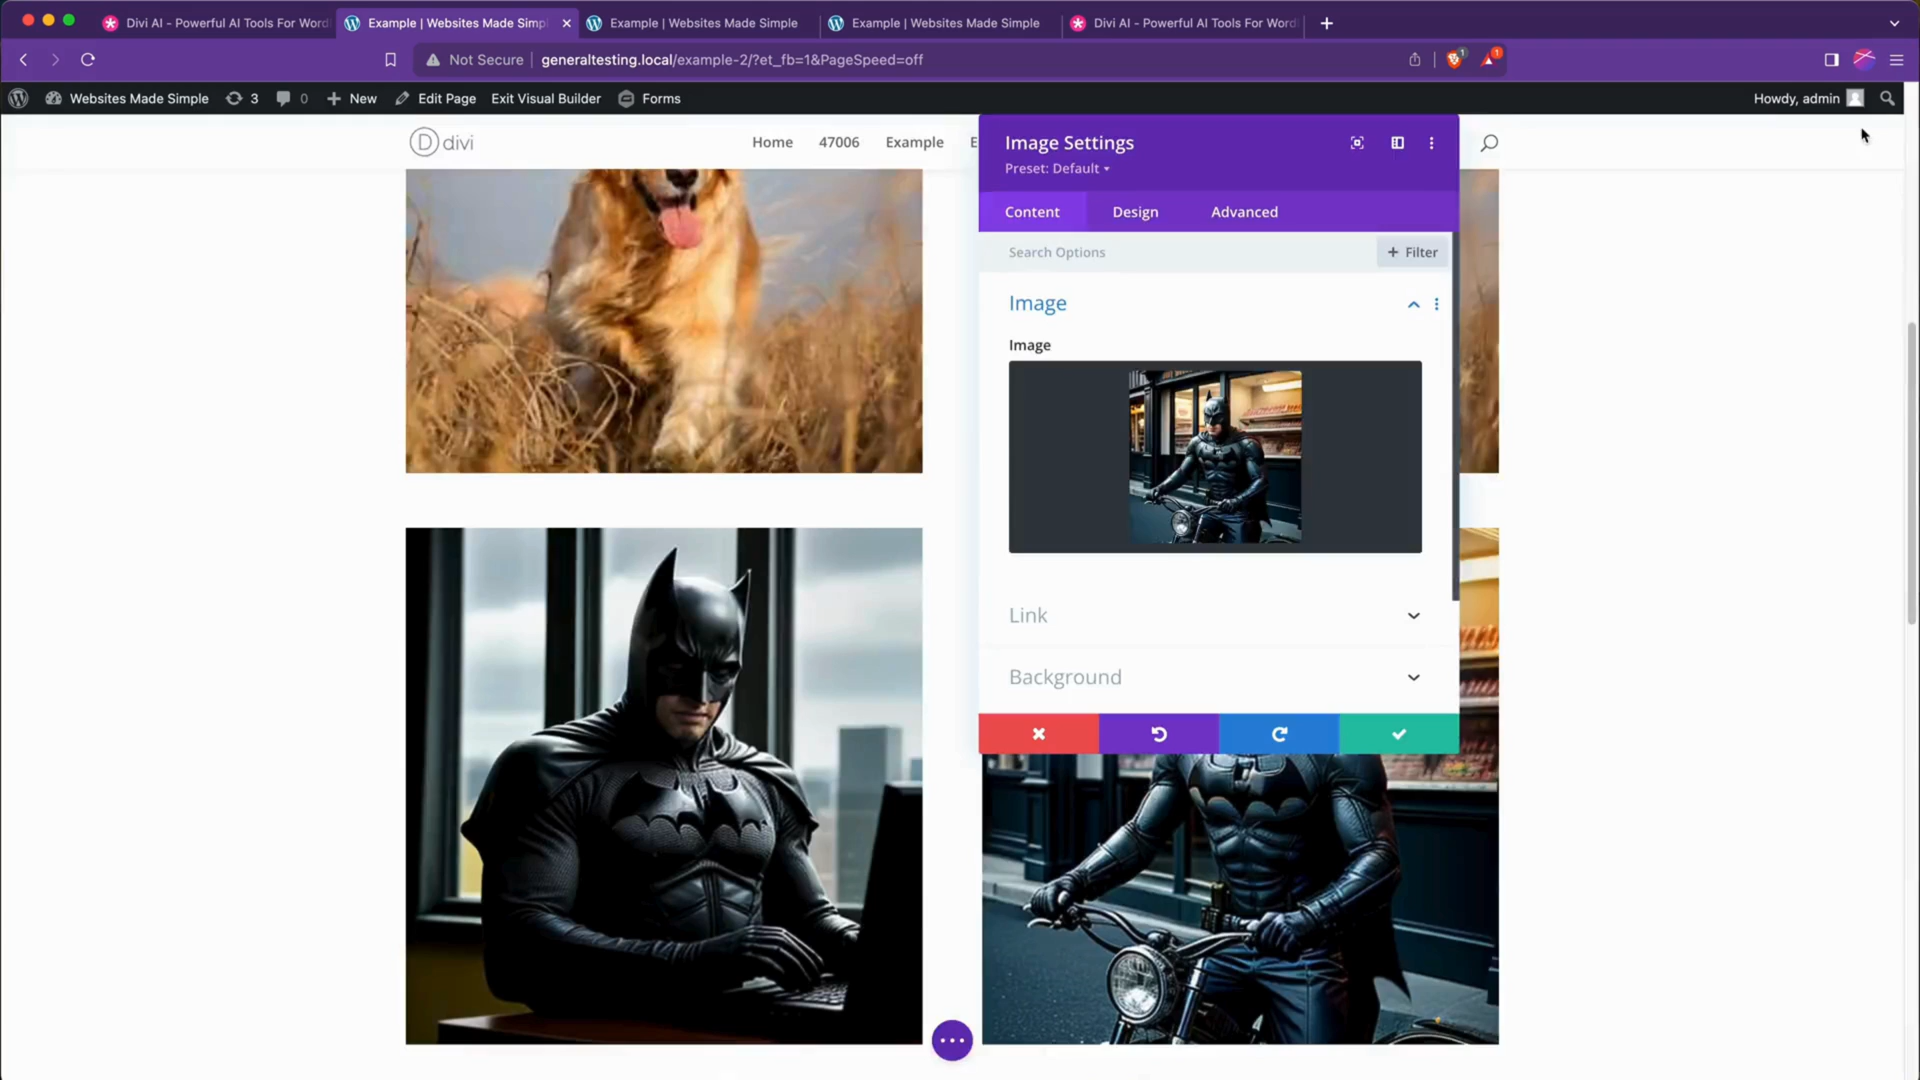 Divi AI - Powerful AI Tools For Word
Example | Websites Made Simpl
Example | Websites Made Simple
Example | Websites Made Simple
Divi AI - Powerful AI Tools For Word
Not Secure
generaltesting.local/example-2/?et_fb=1&PageSpeed=off
1
1
Websites Made Simple
3
0
New
Edit Page
Exit Visual Builder
Forms
Howdy, admin
D divi
Home
47006
Example
E
Image Settings
Preset: Default
Content
Design
Advanced
Search Options
+ Filter
Image
Image
Link
Background